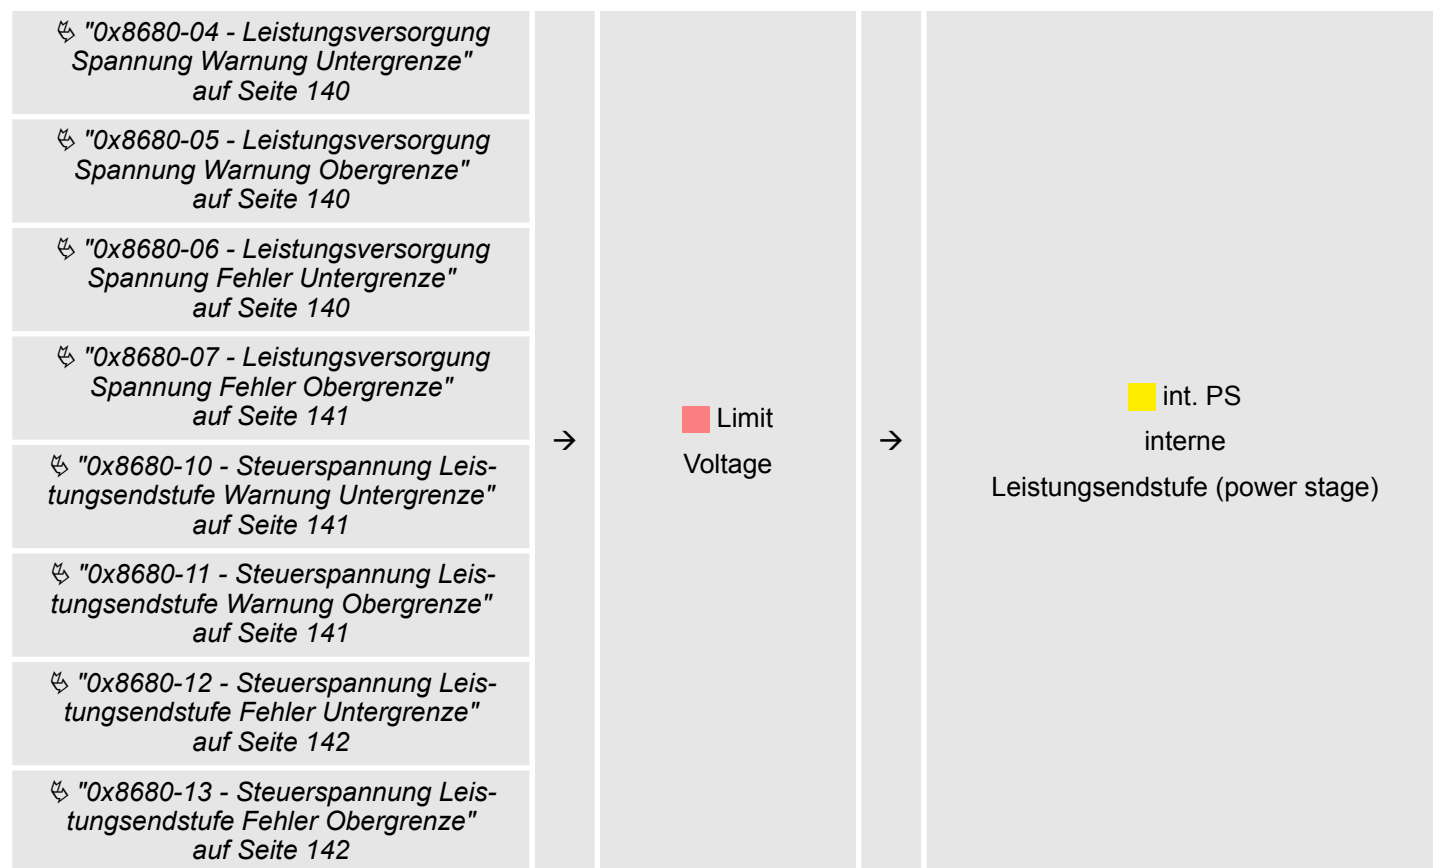 "0x8680-04 - Leistungsversorgung
Spannung Warnung Untergrenze"
auf Seite 140
"0x8680-05 - Leistungsversorgung
Spannung Warnung Obergrenze"
auf Seite 140
"0x8680-06 - Leistungsversorgung
Spannung Fehler Untergrenze"
auf Seite 140
"0x8680-07 - Leistungsversorgung
Spannung Fehler Obergrenze"
auf Seite 141
"0x8680-10 - Steuerspannung Leis-
tungsendstufe Warnung Untergrenze"
auf Seite 141
"0x8680-11 - Steuerspannung Leis-
tungsendstufe Warnung Obergrenze"
auf Seite 141
"0x8680-12 - Steuerspannung Leis-
tungsendstufe Fehler Untergrenze"
auf Seite 142
"0x8680-13 - Steuerspannung Leis-
tungsendstufe Fehler Obergrenze"
auf Seite 142
→
Limit
Voltage
→
int. PS
interne
Leistungsendstufe (power stage)